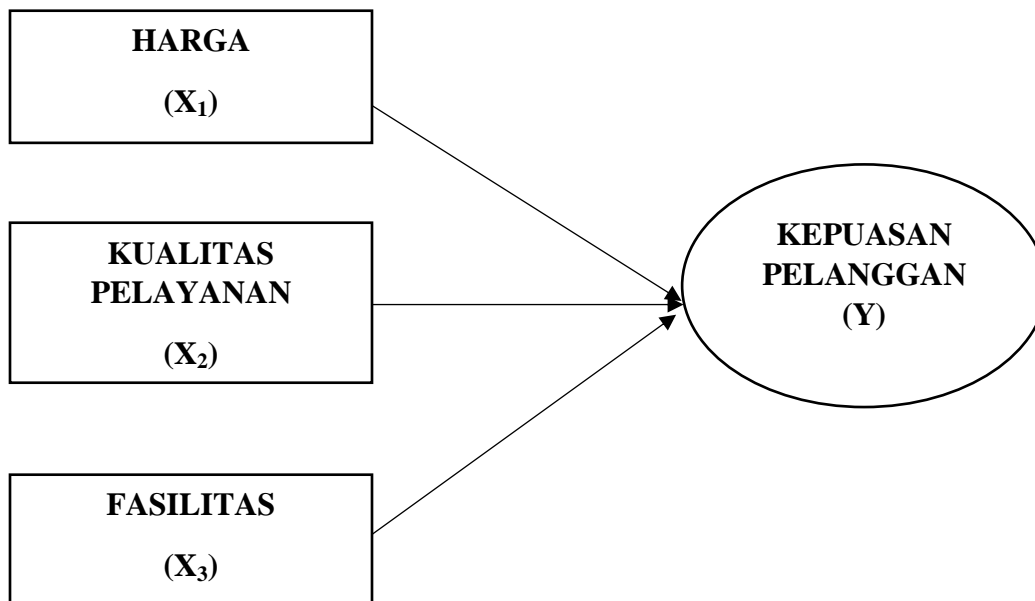 HARGA
(X₁)
KUALITAS
PELAYANAN
(X₂)
FASILITAS
(X₃)
KEPUASAN
PELANGGAN
(Y)